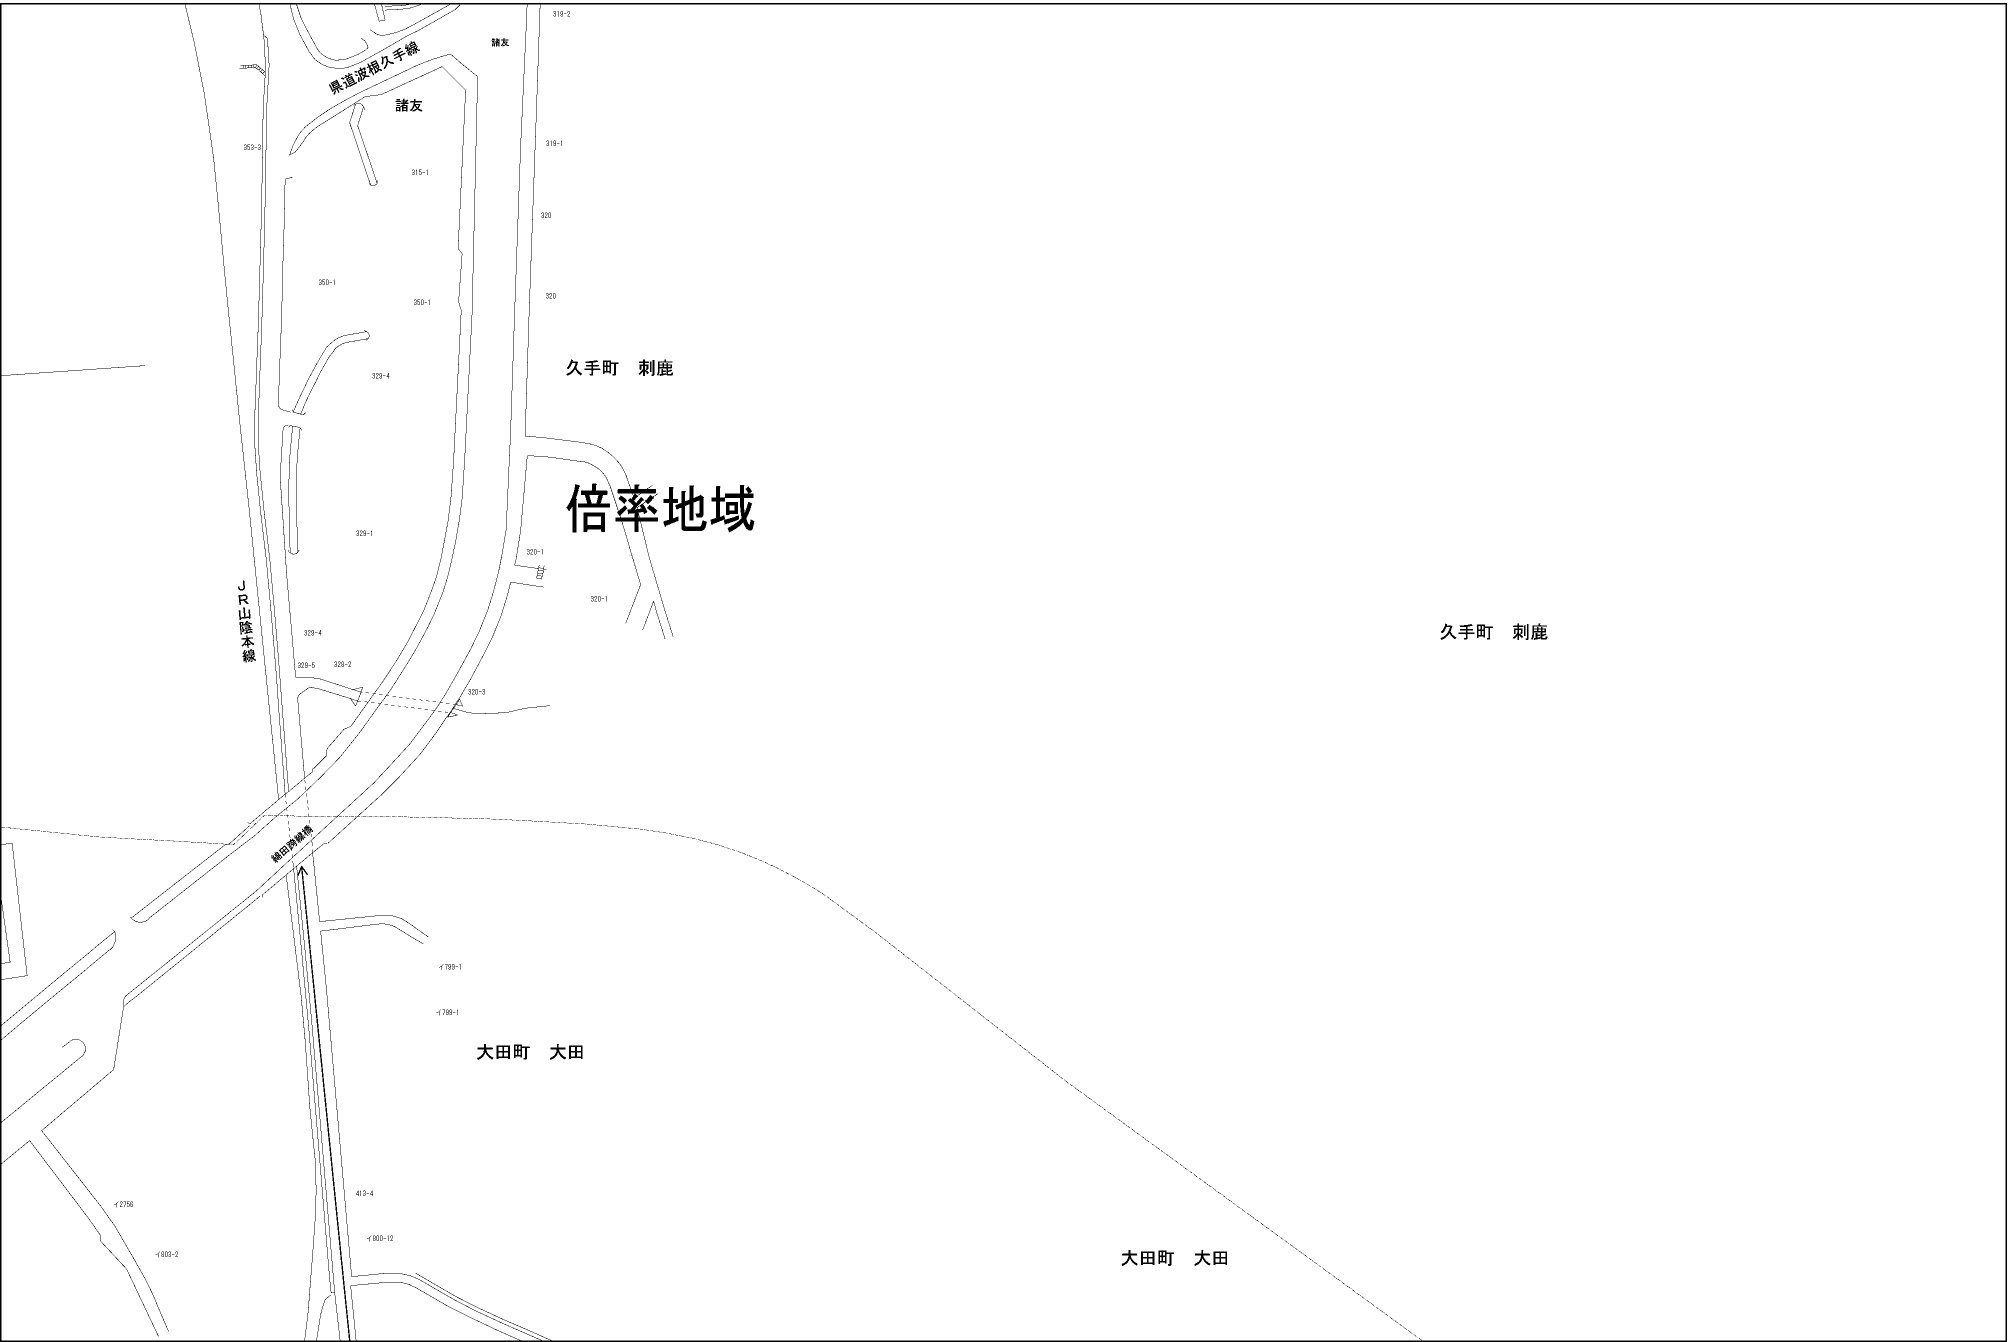 319-2
諸友
県道波根久手線
諸友
353-3
319-1
315-1
320
350-1
320
350-1
久手町 刺鹿
329-4
倍率地域
329-1
320-1
320-1
JR山陰本線
329-4
久手町 刺鹿
329-5
329-2
320-3
綿田跨線橋
イ799-1
イ799-1
大田町 大田
413-4
イ2756
イ800-12
イ803-2
大田町 大田